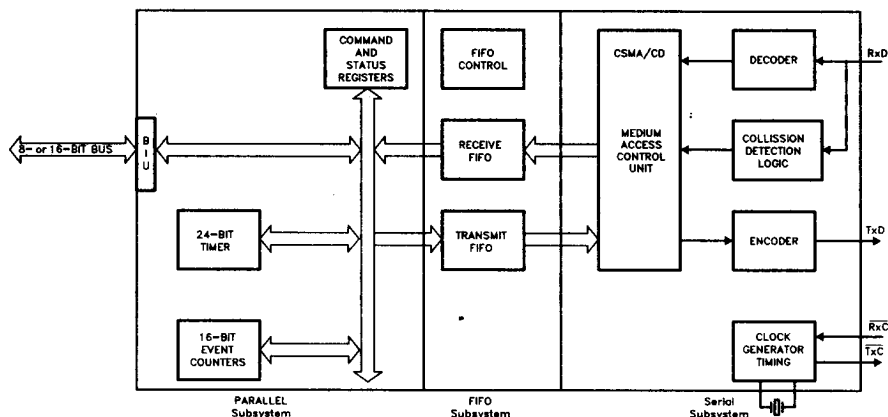 COMMAND
AND
STATUS
REGISTERS
FIFO
CONTROL
CSMA/CD
MEDIUM
ACCESS
CONTROL
UNIT
DECODER
RxD
8- or 16-BIT BUS
B
I
U
RECEIVE
FIFO
COLLISSION
DETECTION
LOGIC
24-BIT
TIMER
TRANSMIT
FIFO
ENCODER
TxD
16-BIT
EVENT
COUNTERS
CLOCK
GENERATOR
TIMING
RxC
TxC
PARALLEL
Subsystem
FIFO
Subsystem
Serial
Subsystem